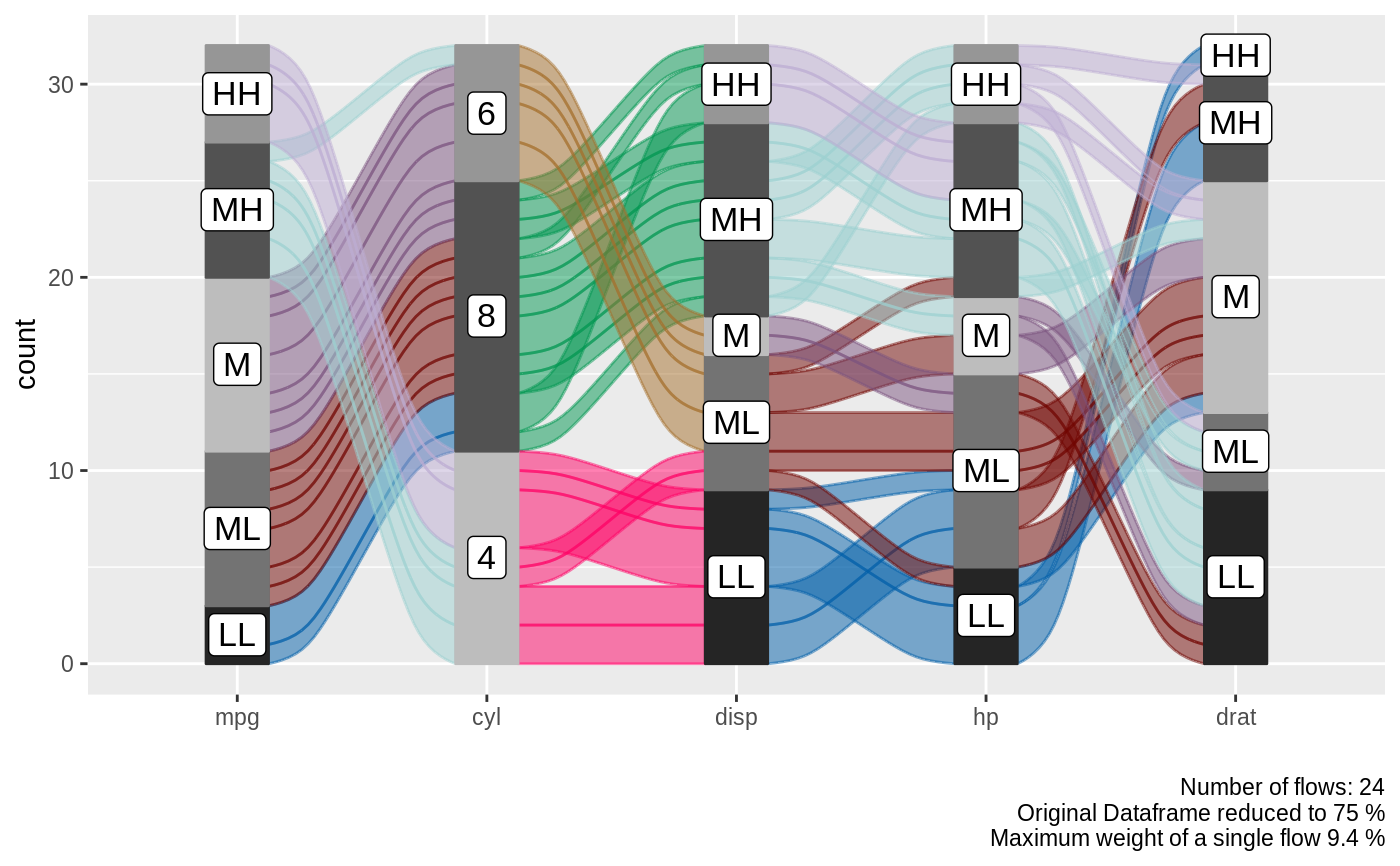 30
20
10
0
count
HH
MH
M
ML
LL
6
8
4
HH
MH
M
ML
LL
HH
MH
M
ML
LL
HH
MH
M
ML
LL
mpg
cyl
disp
hp
drat
Number of flows: 24
Original Dataframe reduced to 75 %
Maximum weight of a single flow 9.4 %